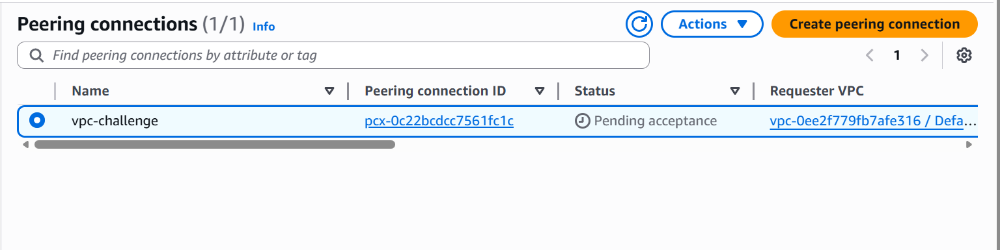 Peering connections (1/1) Info
Actions
Create peering connection
Find peering connections by attribute or tag
1
Name Peering connection ID Status Requester VPC
vpc-challenge pcx-0c22bcdcc7561fc1c Pending acceptance vpc-0ee2f779fb7afe316 / Defa...